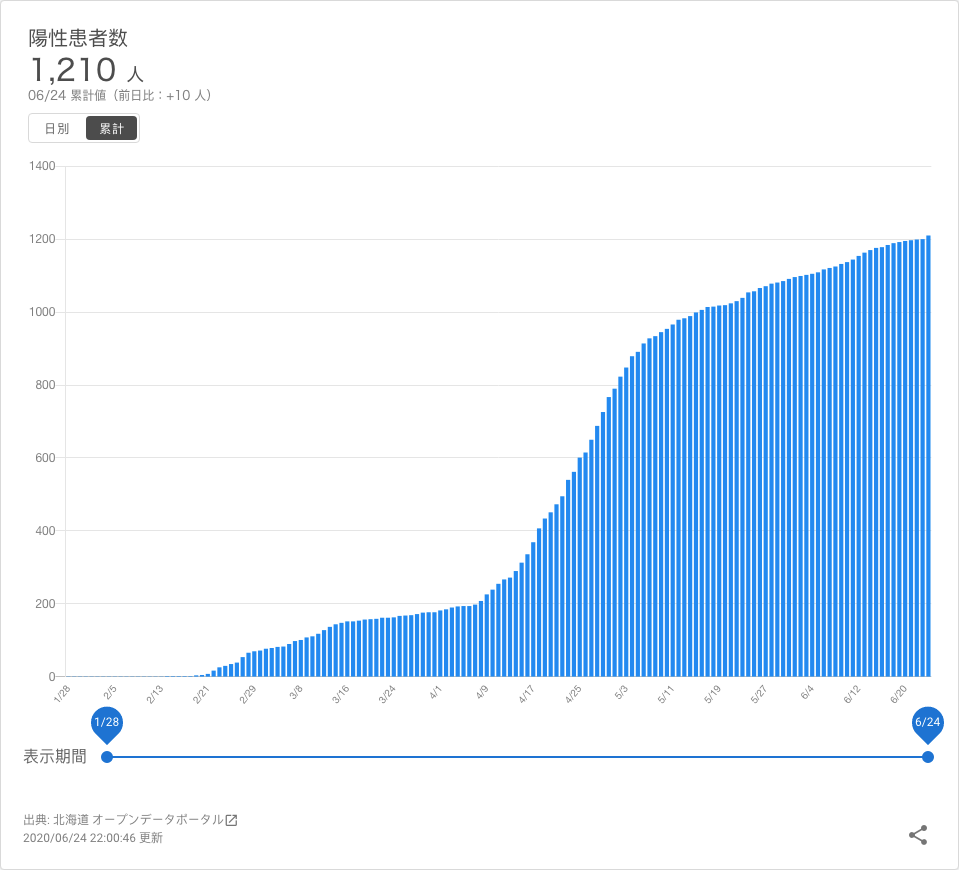 陽性患者数
1,210 人
06/24 累計値（前日比：+10 人）
日別 累計
1400
1200
1000
800
600
400
200
0
1/28 2/5 2/13 2/21 2/29 3/8 3/16 3/24 4/1 4/9 4/17 4/25 5/3 5/11 5/19 5/27 6/4 6/12 6/20
1/28 6/24
表示期間
出典: 北海道 オープンデータポータル
2020/06/24 22:00:46 更新